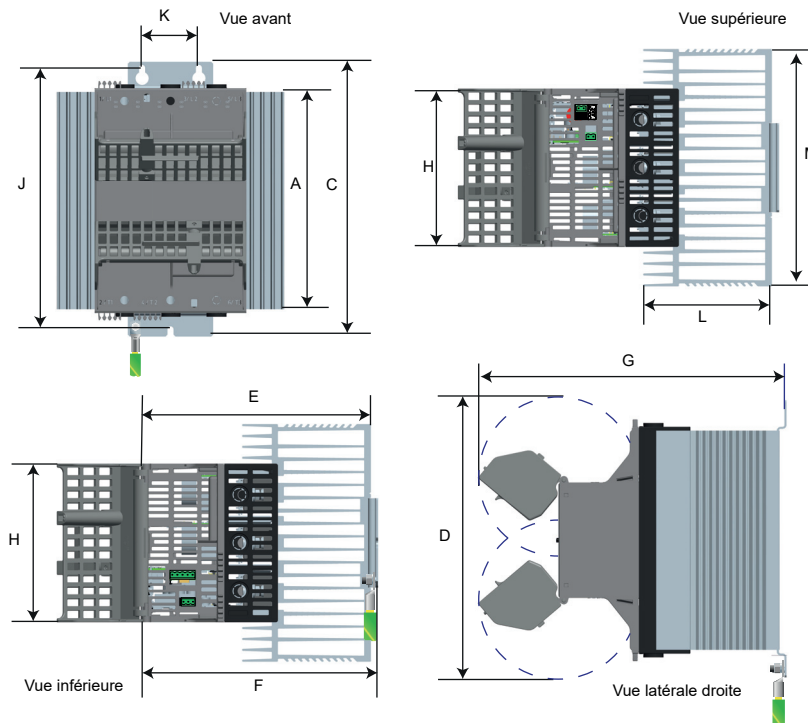 K
Vue avant
J
A
C
Vue supérieure
H
N
L
E
H
F
Vue inférieure
G
D
Vue latérale droite